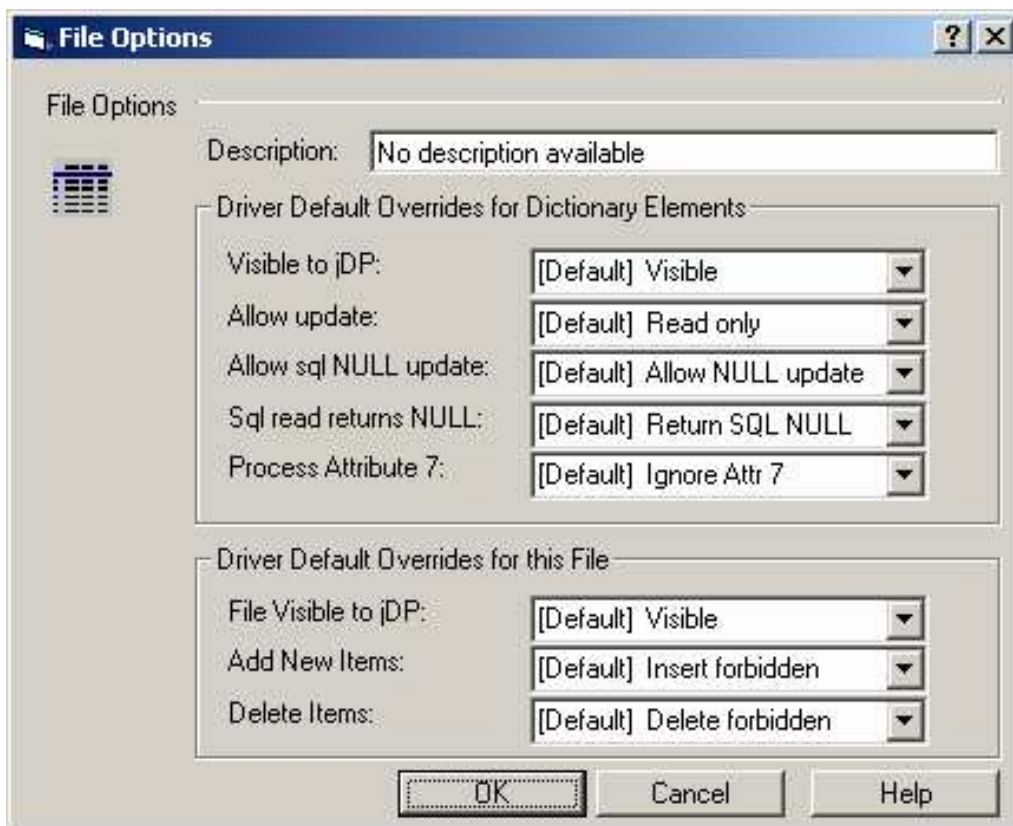 File Options
File Options
Description: No description available
Driver Default Overrides for Dictionary Elements
Visible to jDP: [Default] Visible
Allow update: [Default] Read only
Allow sql NULL update: [Default] Allow NULL update
Sql read returns NULL: [Default] Return SQL NULL
Process Attribute 7: [Default] Ignore Attr 7
Driver Default Overrides for this File
File Visible to jDP: [Default] Visible
Add New Items: [Default] Insert forbidden
Delete Items: [Default] Delete forbidden
OK Cancel Help